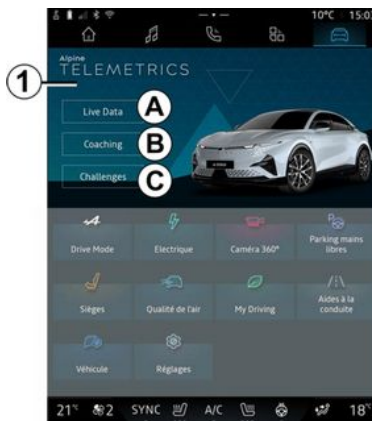 10°C 15:03
Alpine
TELEMETRICS
1
Live Data A
Coaching B
Challenges C
Drive Mode
Electrique
Caméra 360°
Parking mains
libres
Sièges
Qualité de l'air
My Driving
Aides à la
conduite
Véhicule
Réglages
21° 2 SYNC A/C 18°